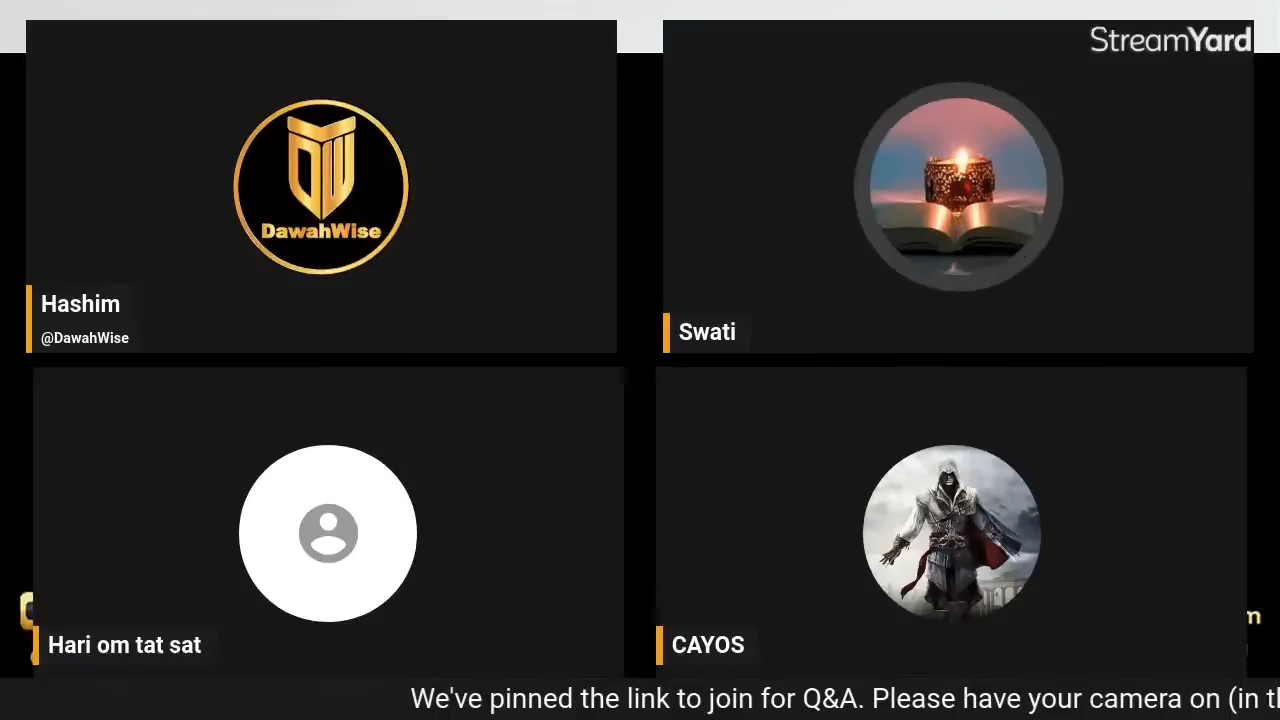 StreamYard
DawahWise
Hashim
@DawahWise
Swati
Hari om tat sat
CAYOS
We've pinned the link to join for Q&A. Please have your camera on (in